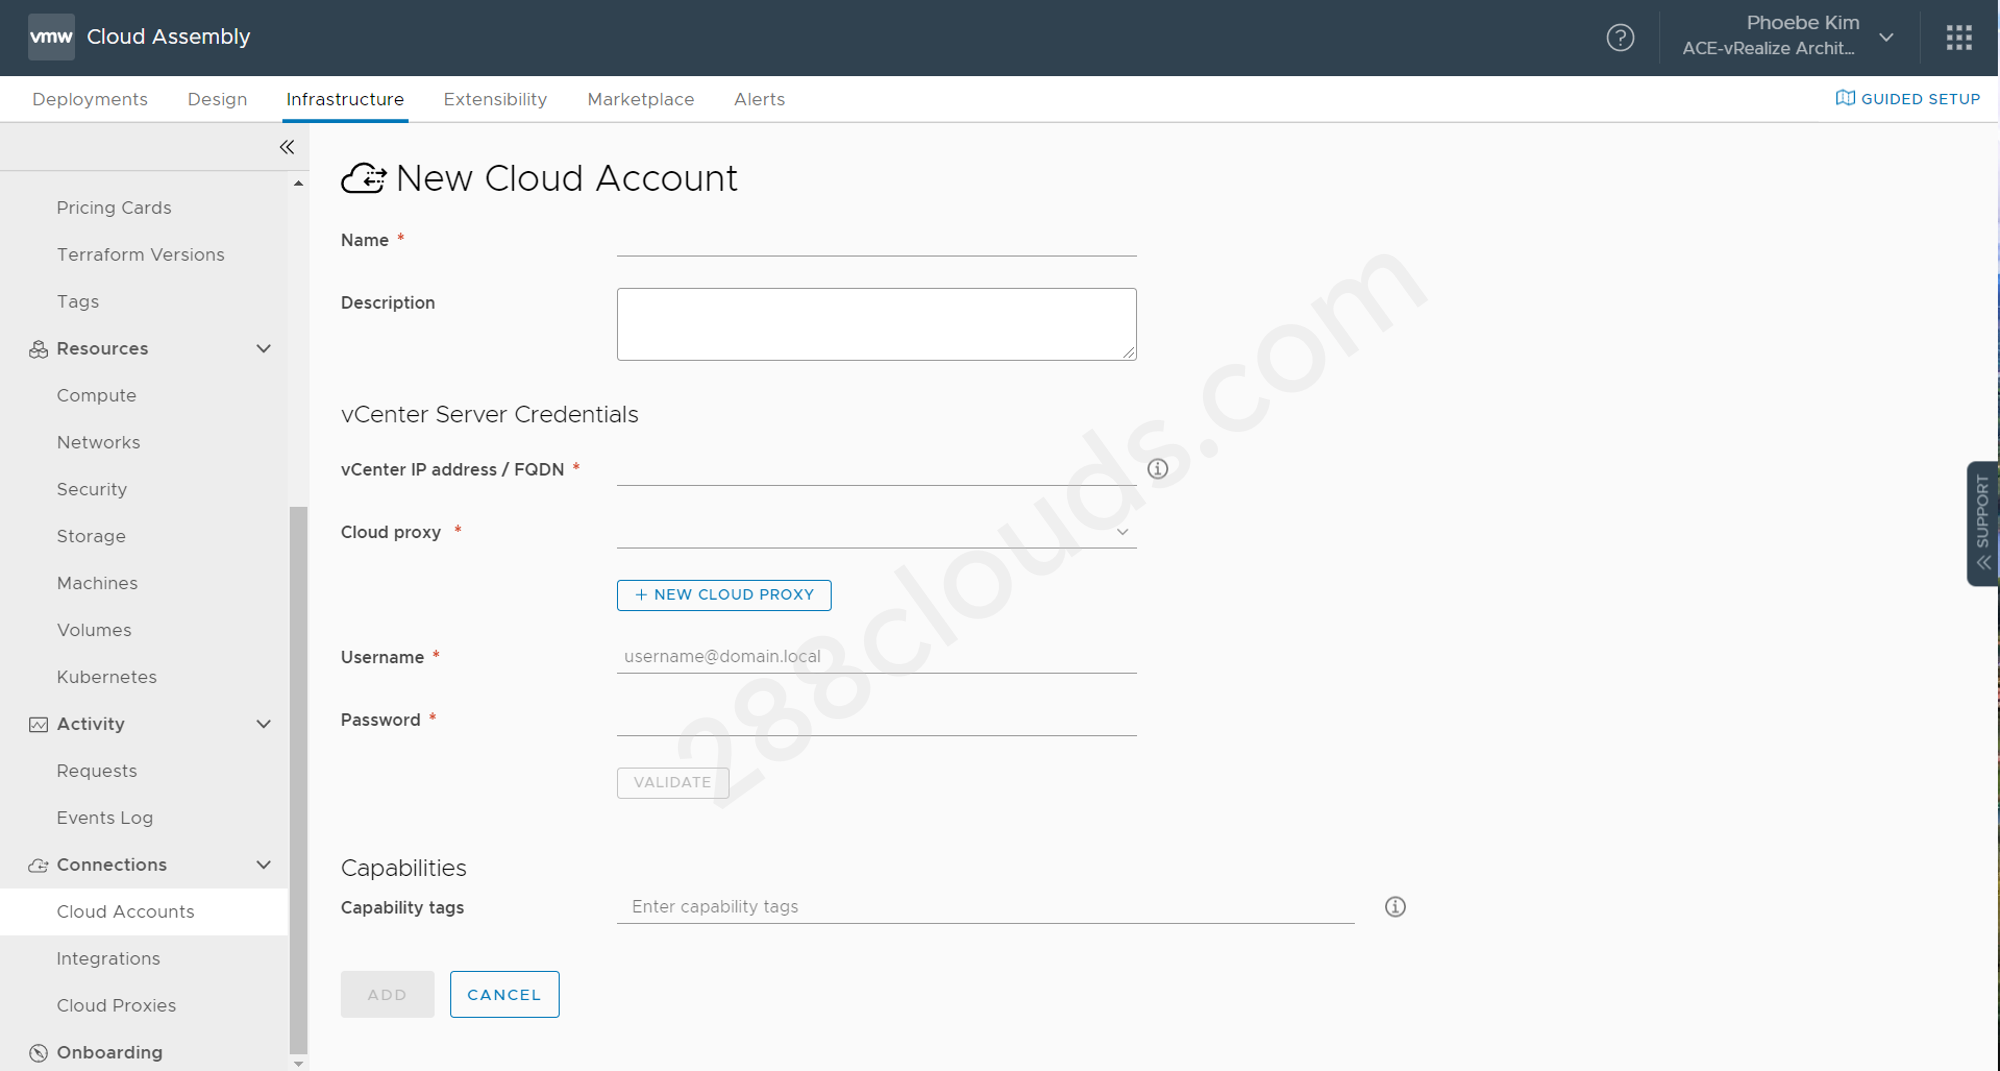 vmw Cloud Assembly
Phoebe Kim
ACE-vRealize Archit...
Deployments Design Infrastructure Extensibility Marketplace Alerts
GUIDED SETUP
Pricing Cards
Terraform Versions
Tags
Resources
Compute
Networks
Security
Storage
Machines
Volumes
Kubernetes
Activity
Requests
Events Log
Connections
Cloud Accounts
Integrations
Cloud Proxies
Onboarding
New Cloud Account
Name *
Description
vCenter Server Credentials
vCenter IP address / FQDN *
Cloud proxy *
+ NEW CLOUD PROXY
Username * username@domain.local
Password *
VALIDATE
Capabilities
Capability tags Enter capability tags
ADD CANCEL
SUPPORT
288clouds.com